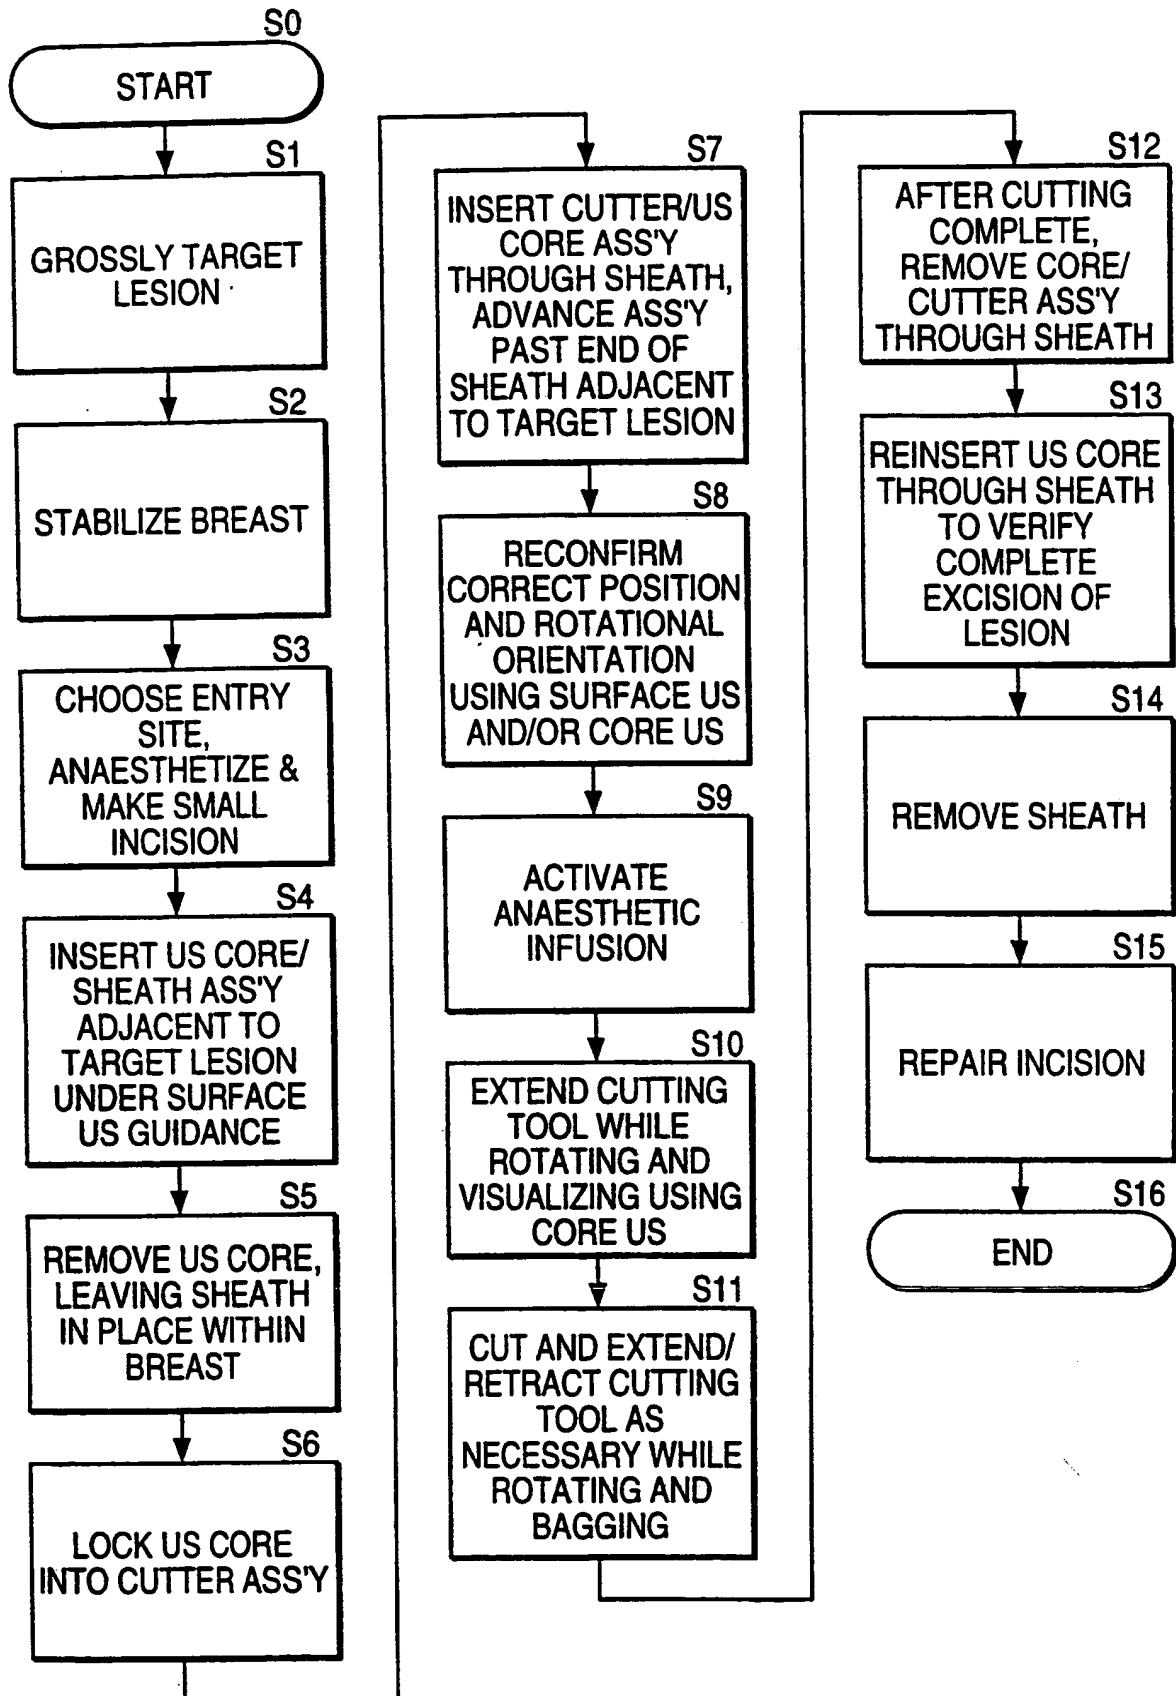 S0
START
S1
GROSSLY TARGET
LESION
S2
STABILIZE BREAST
S3
CHOOSE ENTRY
SITE,
ANAESTHETIZE &
MAKE SMALL
INCISION
S4
INSERT US CORE/
SHEATH ASS'Y
ADJACENT TO
TARGET LESION
UNDER SURFACE
US GUIDANCE
S5
REMOVE US CORE,
LEAVING SHEATH
IN PLACE WITHIN
BREAST
S6
LOCK US CORE
INTO CUTTER ASS'Y
S7
INSERT CUTTER/US
CORE ASS'Y
THROUGH SHEATH,
ADVANCE ASS'Y
PAST END OF
SHEATH ADJACENT
TO TARGET LESION
S8
RECONFIRM
CORRECT POSITION
AND ROTATIONAL
ORIENTATION
USING SURFACE US
AND/OR CORE US
S9
ACTIVATE
ANAESTHETIC
INFUSION
S10
EXTEND CUTTING
TOOL WHILE
ROTATING AND
VISUALIZING USING
CORE US
S11
CUT AND EXTEND/
RETRACT CUTTING
TOOL AS
NECESSARY WHILE
ROTATING AND
BAGGING
S12
AFTER CUTTING
COMPLETE,
REMOVE CORE/
CUTTER ASS'Y
THROUGH SHEATH
S13
REINSERT US CORE
THROUGH SHEATH
TO VERIFY
COMPLETE
EXCISION OF
LESION
S14
REMOVE SHEATH
S15
REPAIR INCISION
S16
END